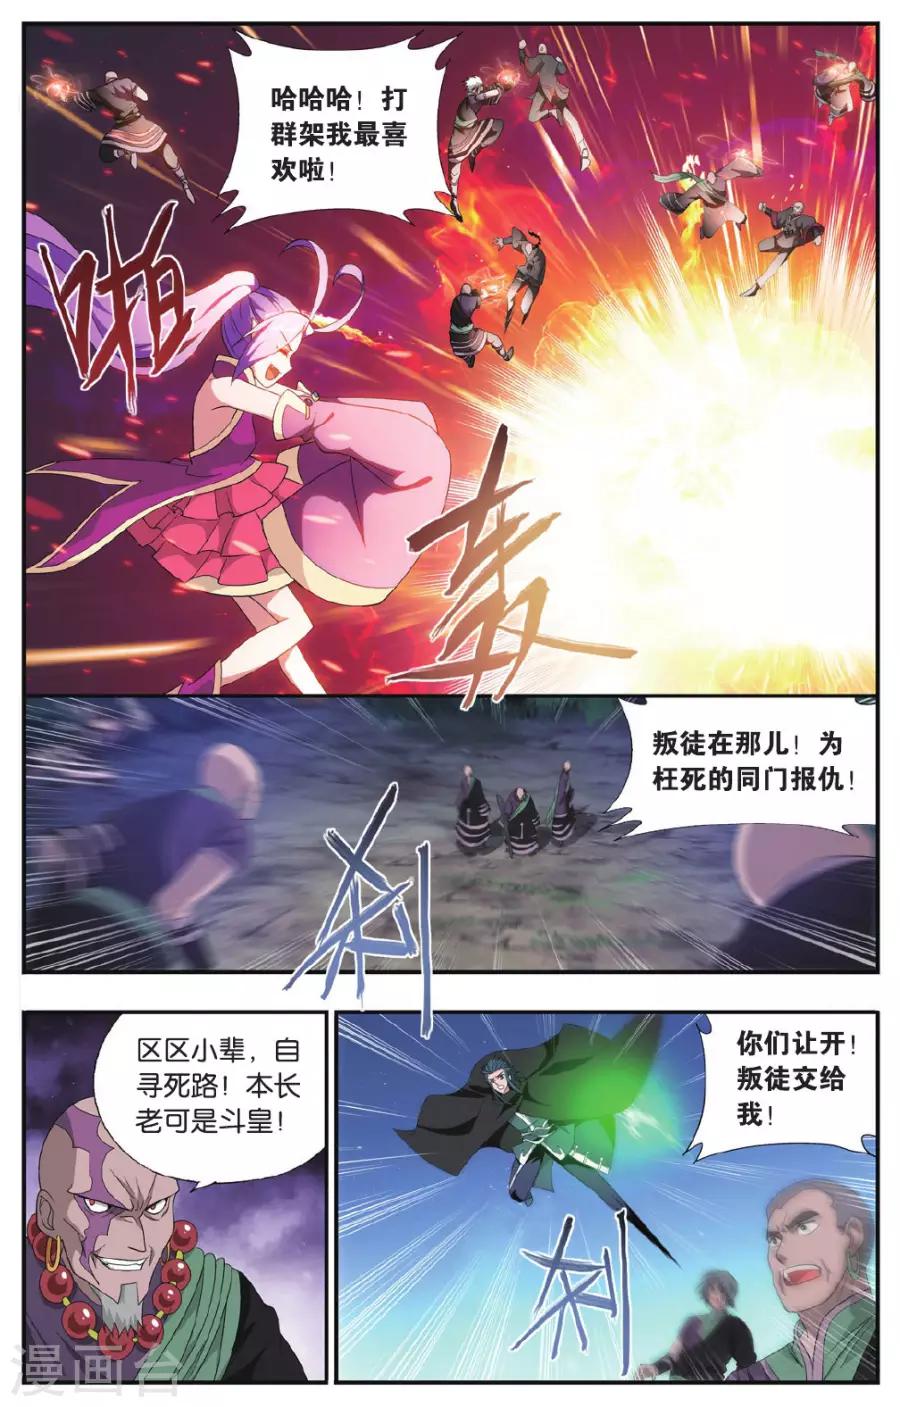 哈哈哈！打
群架我最喜
欢啦！
啪
轰
叛徒在那儿！为
枉死的同门报仇！
刹
区区小辈，自
寻死路！本长
老可是斗皇！
你们让开！
叛徒交给
我！
刹
漫画台